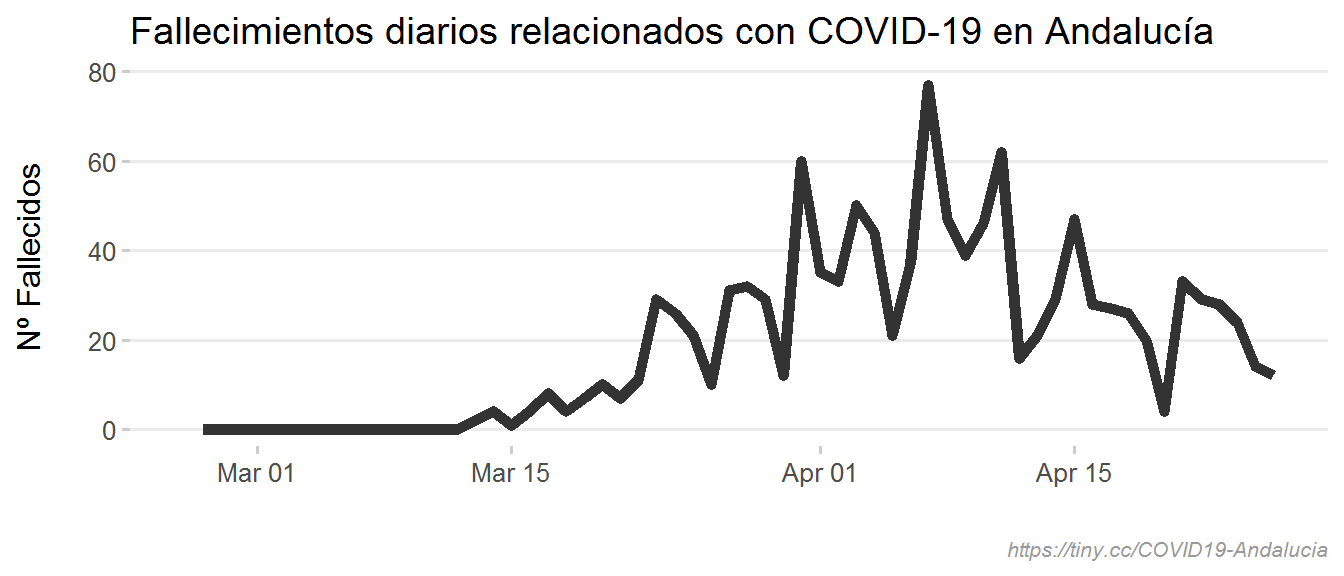 Fallecimientos diarios relacionados con COVID-19 en Andalucía
Nº Fallecidos
80
60
40
20
0
Mar 01 Mar 15 Apr 01 Apr 15
https://tiny.cc/COVID19-Andalucia